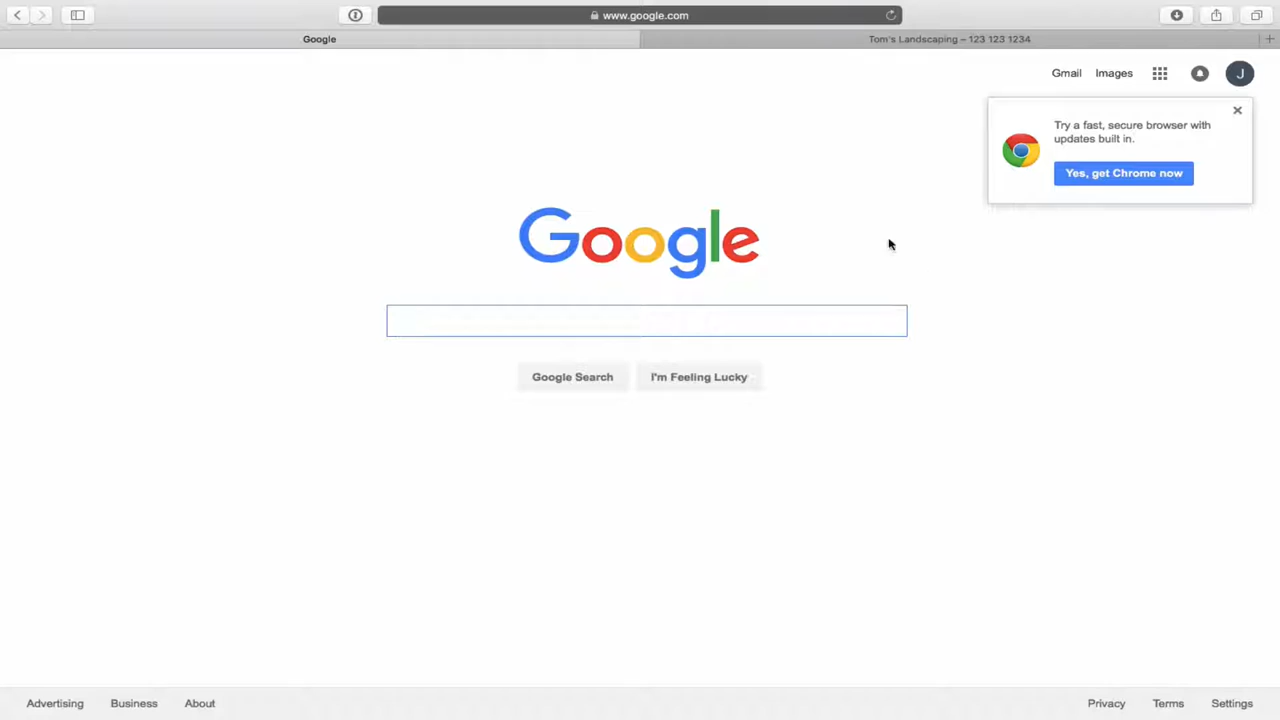 www.google.com
Google
Tom's Landscaping – 123 123 1234
Gmail
Images
J
Try a fast, secure browser with
updates built in.
Yes, get Chrome now
Google
Google Search
I'm Feeling Lucky
Advertising
Business
About
Privacy
Terms
Settings